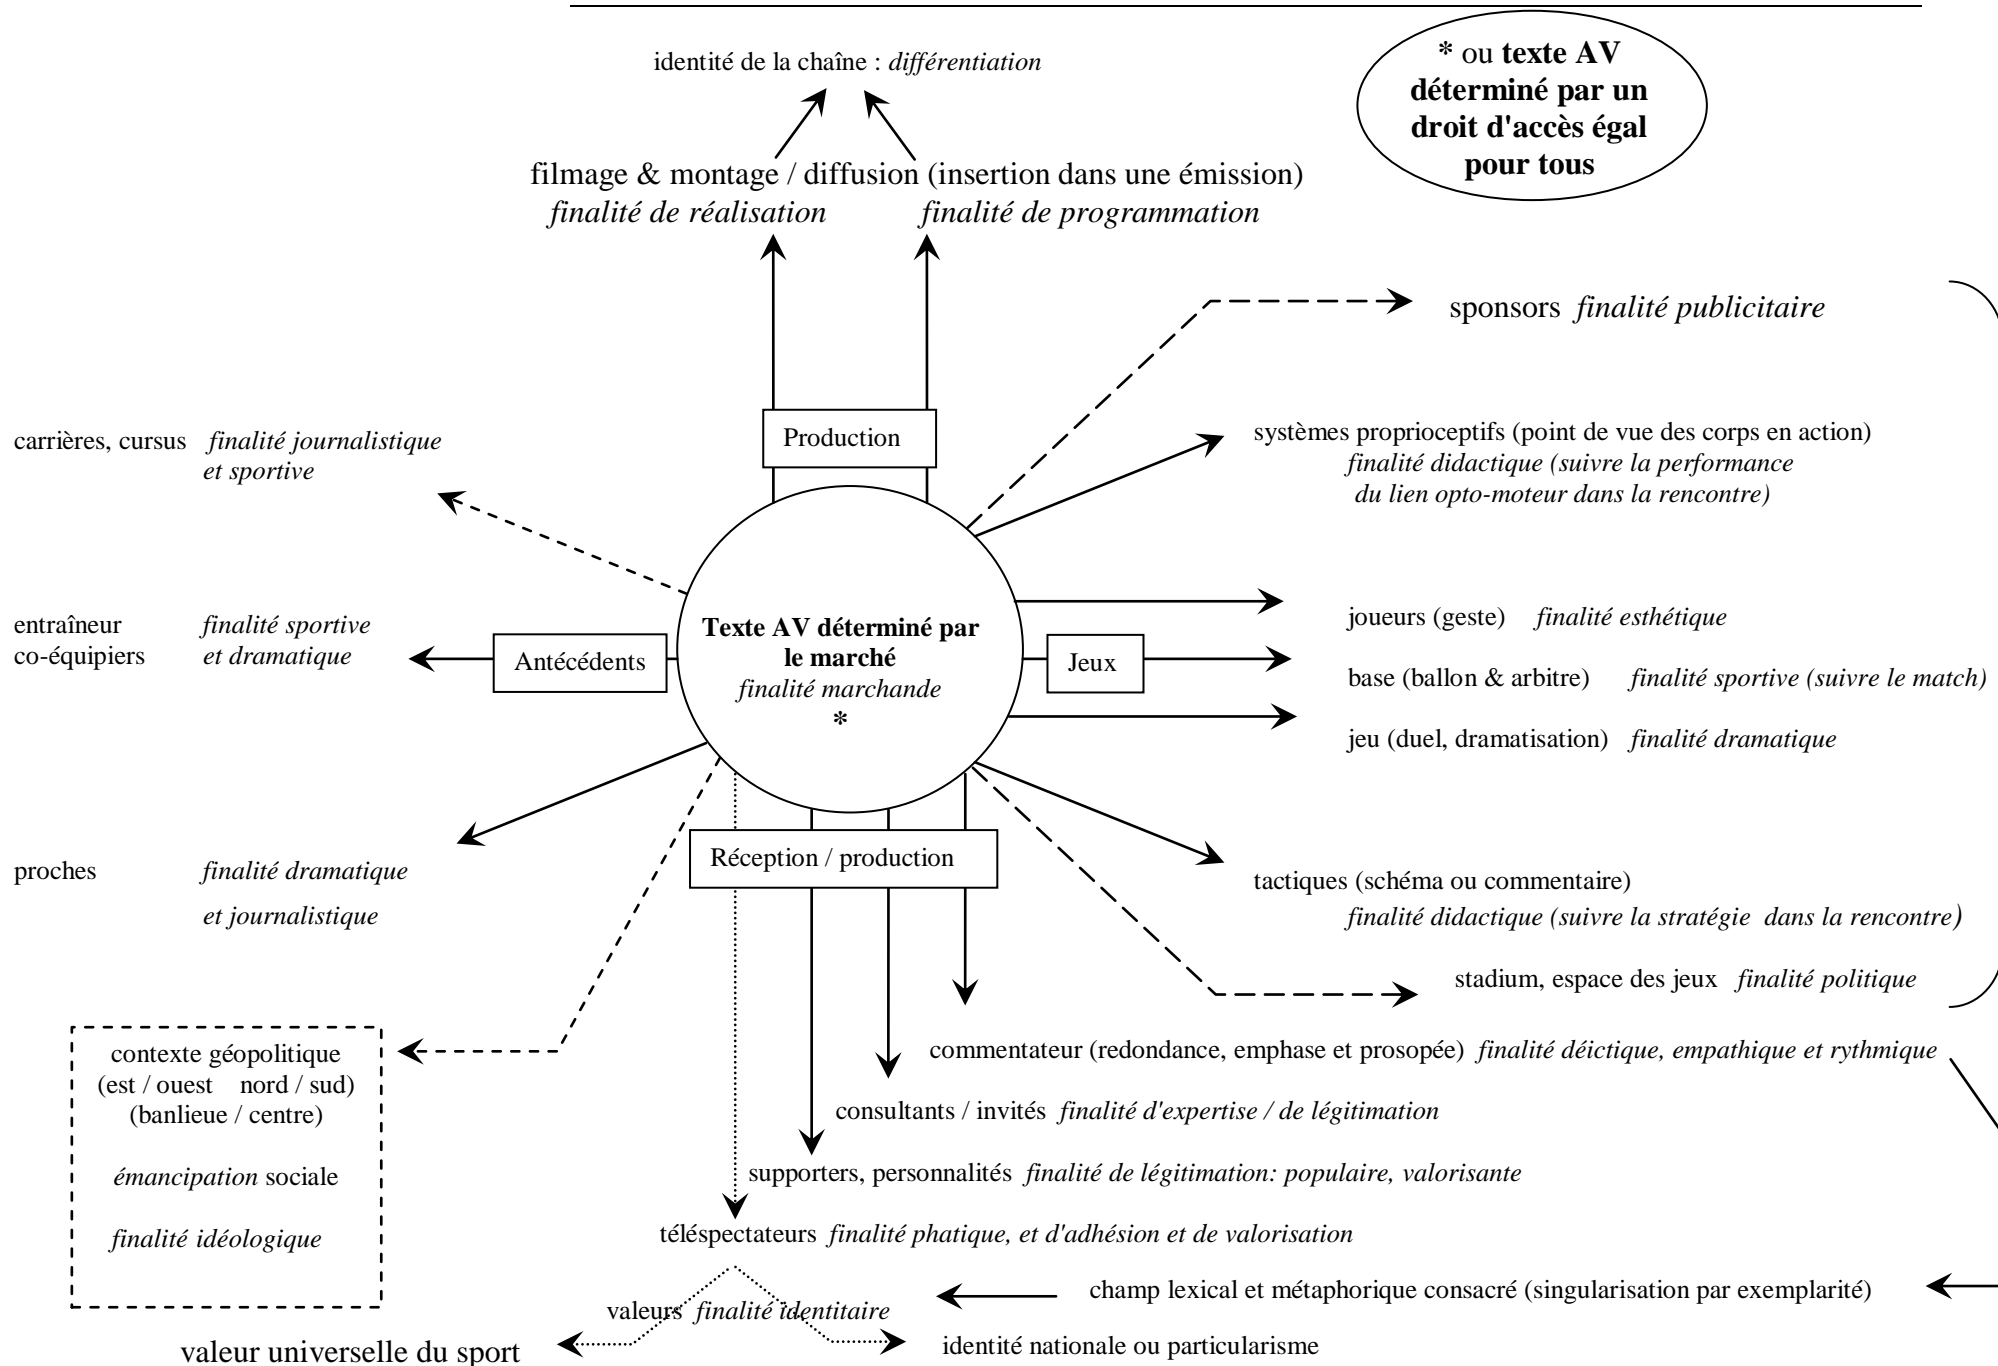 identité de la chaîne : différentiation
* ou texte AV
déterminé par un
droit d'accès égal
pour tous
filmage & montage / diffusion (insertion dans une émission)
finalité de réalisation finalité de programmation
sponsors finalité publicitaire
Production
carrières, cursus finalité journalistique
et sportive
systèmes proprioceptifs (point de vue des corps en action)
finalité didactique (suivre la performance
du lien opto-moteur dans la rencontre)
entraîneur finalité sportive
co-équipiers et dramatique
Antécédents
Texte AV déterminé par
le marché
finalité marchande
*
Jeux
joueurs (geste) finalité esthétique
base (ballon & arbitre) finalité sportive (suivre le match)
jeu (duel, dramatisation) finalité dramatique
Réception / production
proches finalité dramatique
et journalistique
tactiques (schéma ou commentaire)
finalité didactique (suivre la stratégie dans la rencontre)
stadium, espace des jeux finalité politique
contexte géopolitique
(est / ouest nord / sud)
(banlieue / centre)
émancipation sociale
finalité idéologique
commentateur (redondance, emphase et prosopée) finalité déictique, empathique et rythmique
consultants / invités finalité d'expertise / de légitimation
supporters, personnalités finalité de légitimation: populaire, valorisante
téléspectateurs finalité phatique, et d'adhésion et de valorisation
champ lexical et métaphorique consacré (singularisation par exemplarité)
valeurs finalité identitaire
valeur universelle du sport
identité nationale ou particularisme